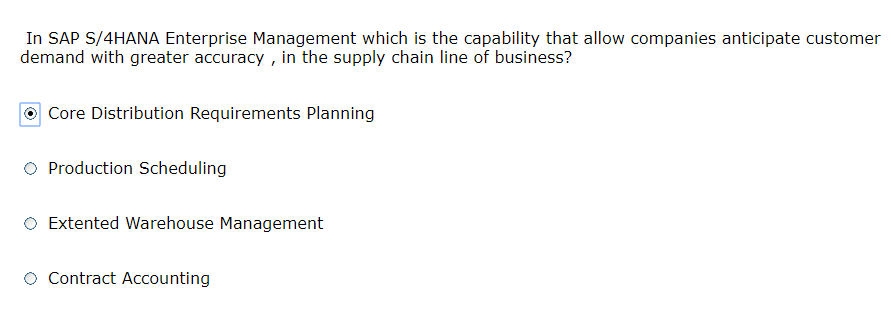 In SAP S/4HANA Enterprise Management which is the capability that allow companies anticipate customer
demand with greater accuracy , in the supply chain line of business?
Core Distribution Requirements Planning
Production Scheduling
Extented Warehouse Management
Contract Accounting